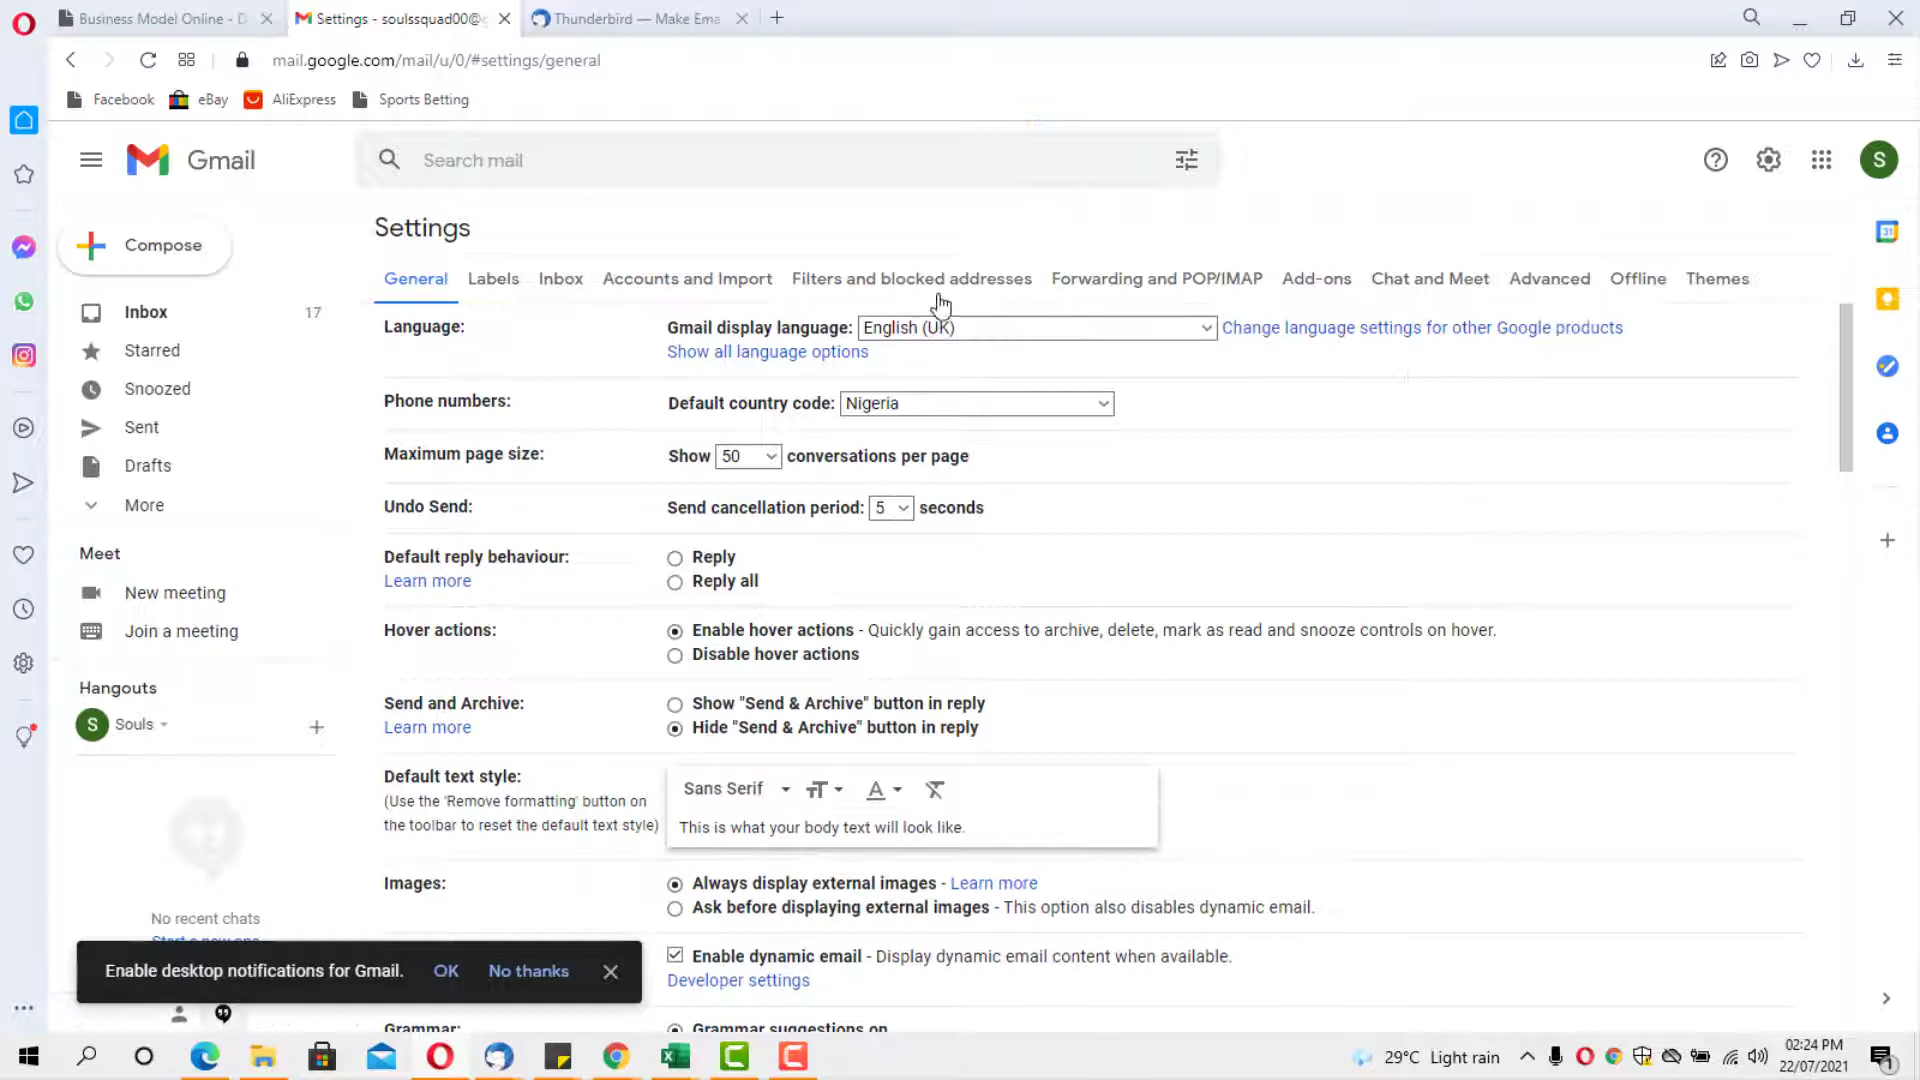 Business Model Online - D
Settings - soulssquad00@g
Thunderbird — Make Ema
mail.google.com/mail/u/0/#settings/general
Facebook
eBay
AliExpress
Sports Betting
Gmail
Search mail
S
Settings
Compose
General
Labels
Inbox
Accounts and Import
Filters and blocked addresses
Forwarding and POP/IMAP
Add-ons
Chat and Meet
Advanced
Offline
Themes
31
Inbox 17
Starred
Snoozed
Sent
Drafts
More
Meet
New meeting
Join a meeting
Hangouts
S Souls
No recent chats
Language:
Gmail display language: English (UK) Change language settings for other Google products
Show all language options
Phone numbers:
Default country code: Nigeria
Maximum page size:
Show 50 conversations per page
Undo Send:
Send cancellation period: 5 seconds
Default reply behaviour:
Learn more
Reply
Reply all
Hover actions:
Enable hover actions - Quickly gain access to archive, delete, mark as read and snooze controls on hover.
Disable hover actions
Send and Archive:
Learn more
Show "Send & Archive" button in reply
Hide "Send & Archive" button in reply
Default text style:
(Use the 'Remove formatting' button on
the toolbar to reset the default text style)
Sans Serif
This is what your body text will look like.
Images:
Always display external images - Learn more
Ask before displaying external images - This option also disables dynamic email.
Enable dynamic email - Display dynamic email content when available.
Developer settings
Grammar:
Grammar suggestions on
Enable desktop notifications for Gmail. OK No thanks
29°C Light rain
02:24 PM
22/07/2021
1